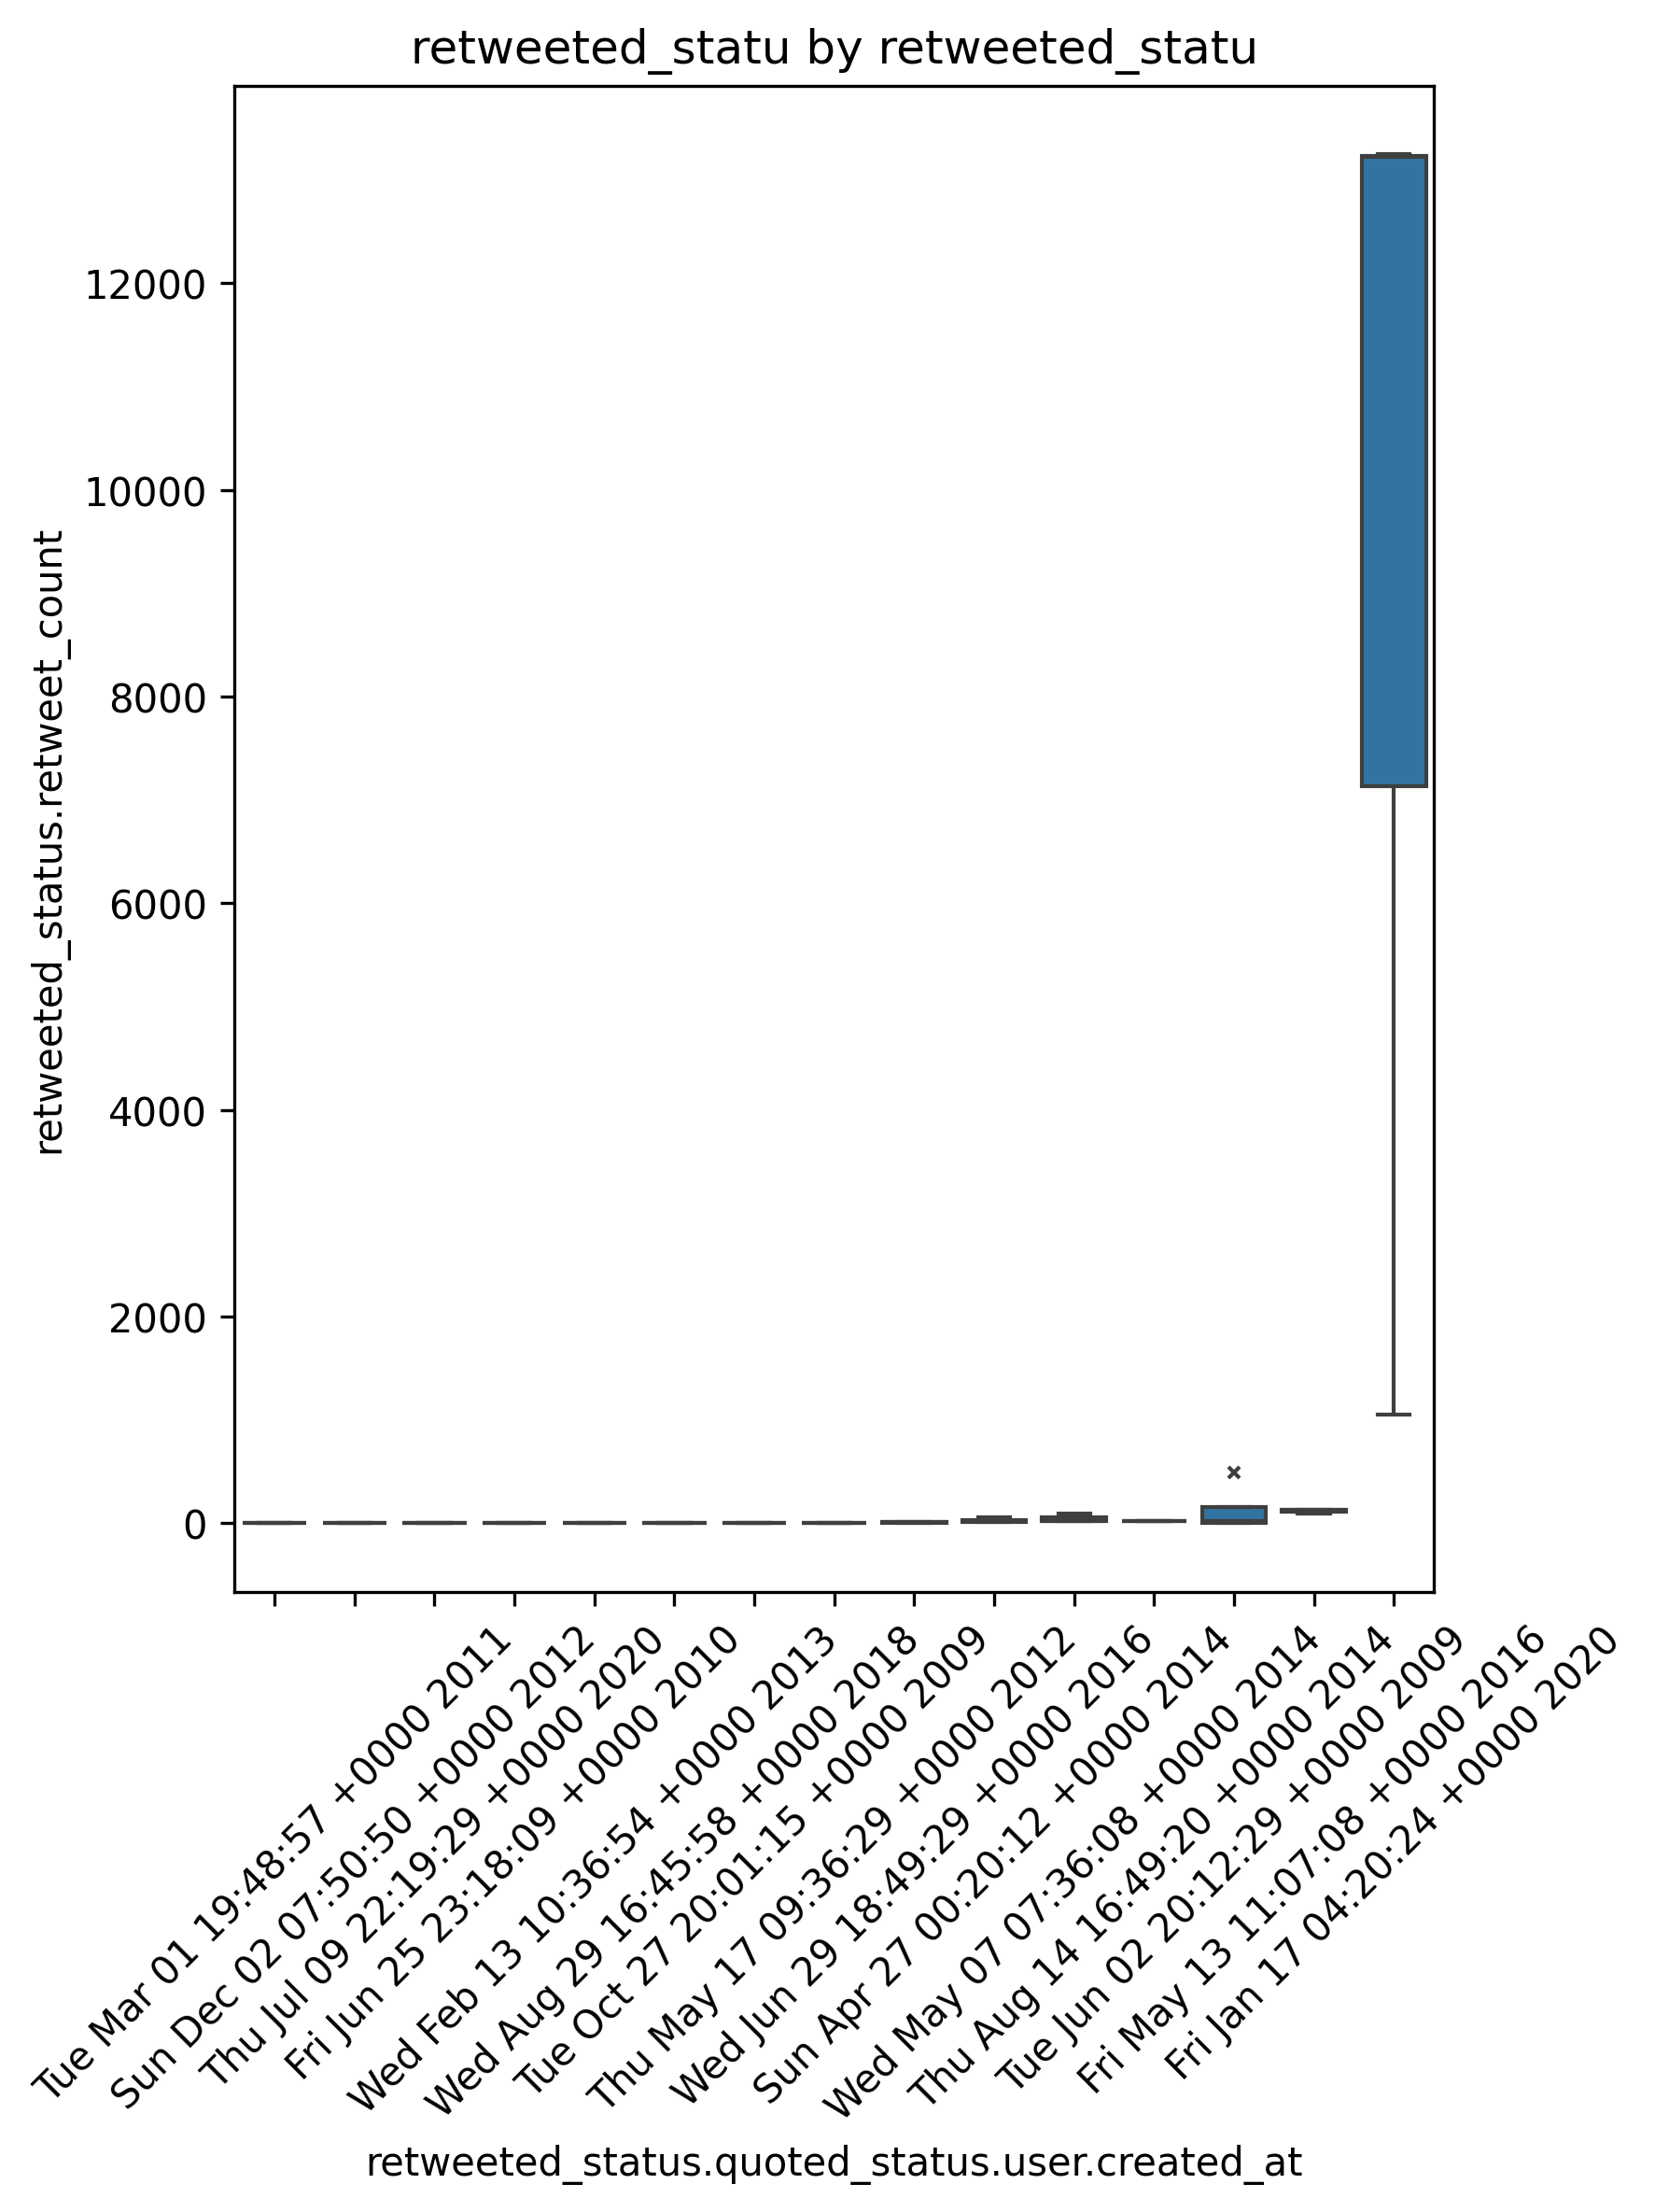 retweeted_statu by retweeted_statu
retweeted_status.retweet_count
12000
10000
8000
6000
4000
2000
0
Tue Mar 01 19:48:57 +0000 2011
Sun Dec 02 07:50:50 +0000 2012
Thu Jul 09 22:19:29 +0000 2020
Fri Jun 25 23:18:09 +0000 2010
Wed Feb 13 10:36:54 +0000 2013
Wed Aug 29 16:45:58 +0000 2018
Tue Oct 27 20:01:15 +0000 2009
Thu May 17 09:36:29 +0000 2012
Wed Jun 29 18:49:29 +0000 2016
Sun Apr 27 00:20:12 +0000 2014
Wed May 07 07:36:08 +0000 2014
Thu Aug 14 16:49:20 +0000 2014
Tue Jun 02 20:12:29 +0000 2009
Fri May 13 11:07:08 +0000 2016
Fri Jan 17 04:20:24 +0000 2020
retweeted_status.quoted_status.user.created_at